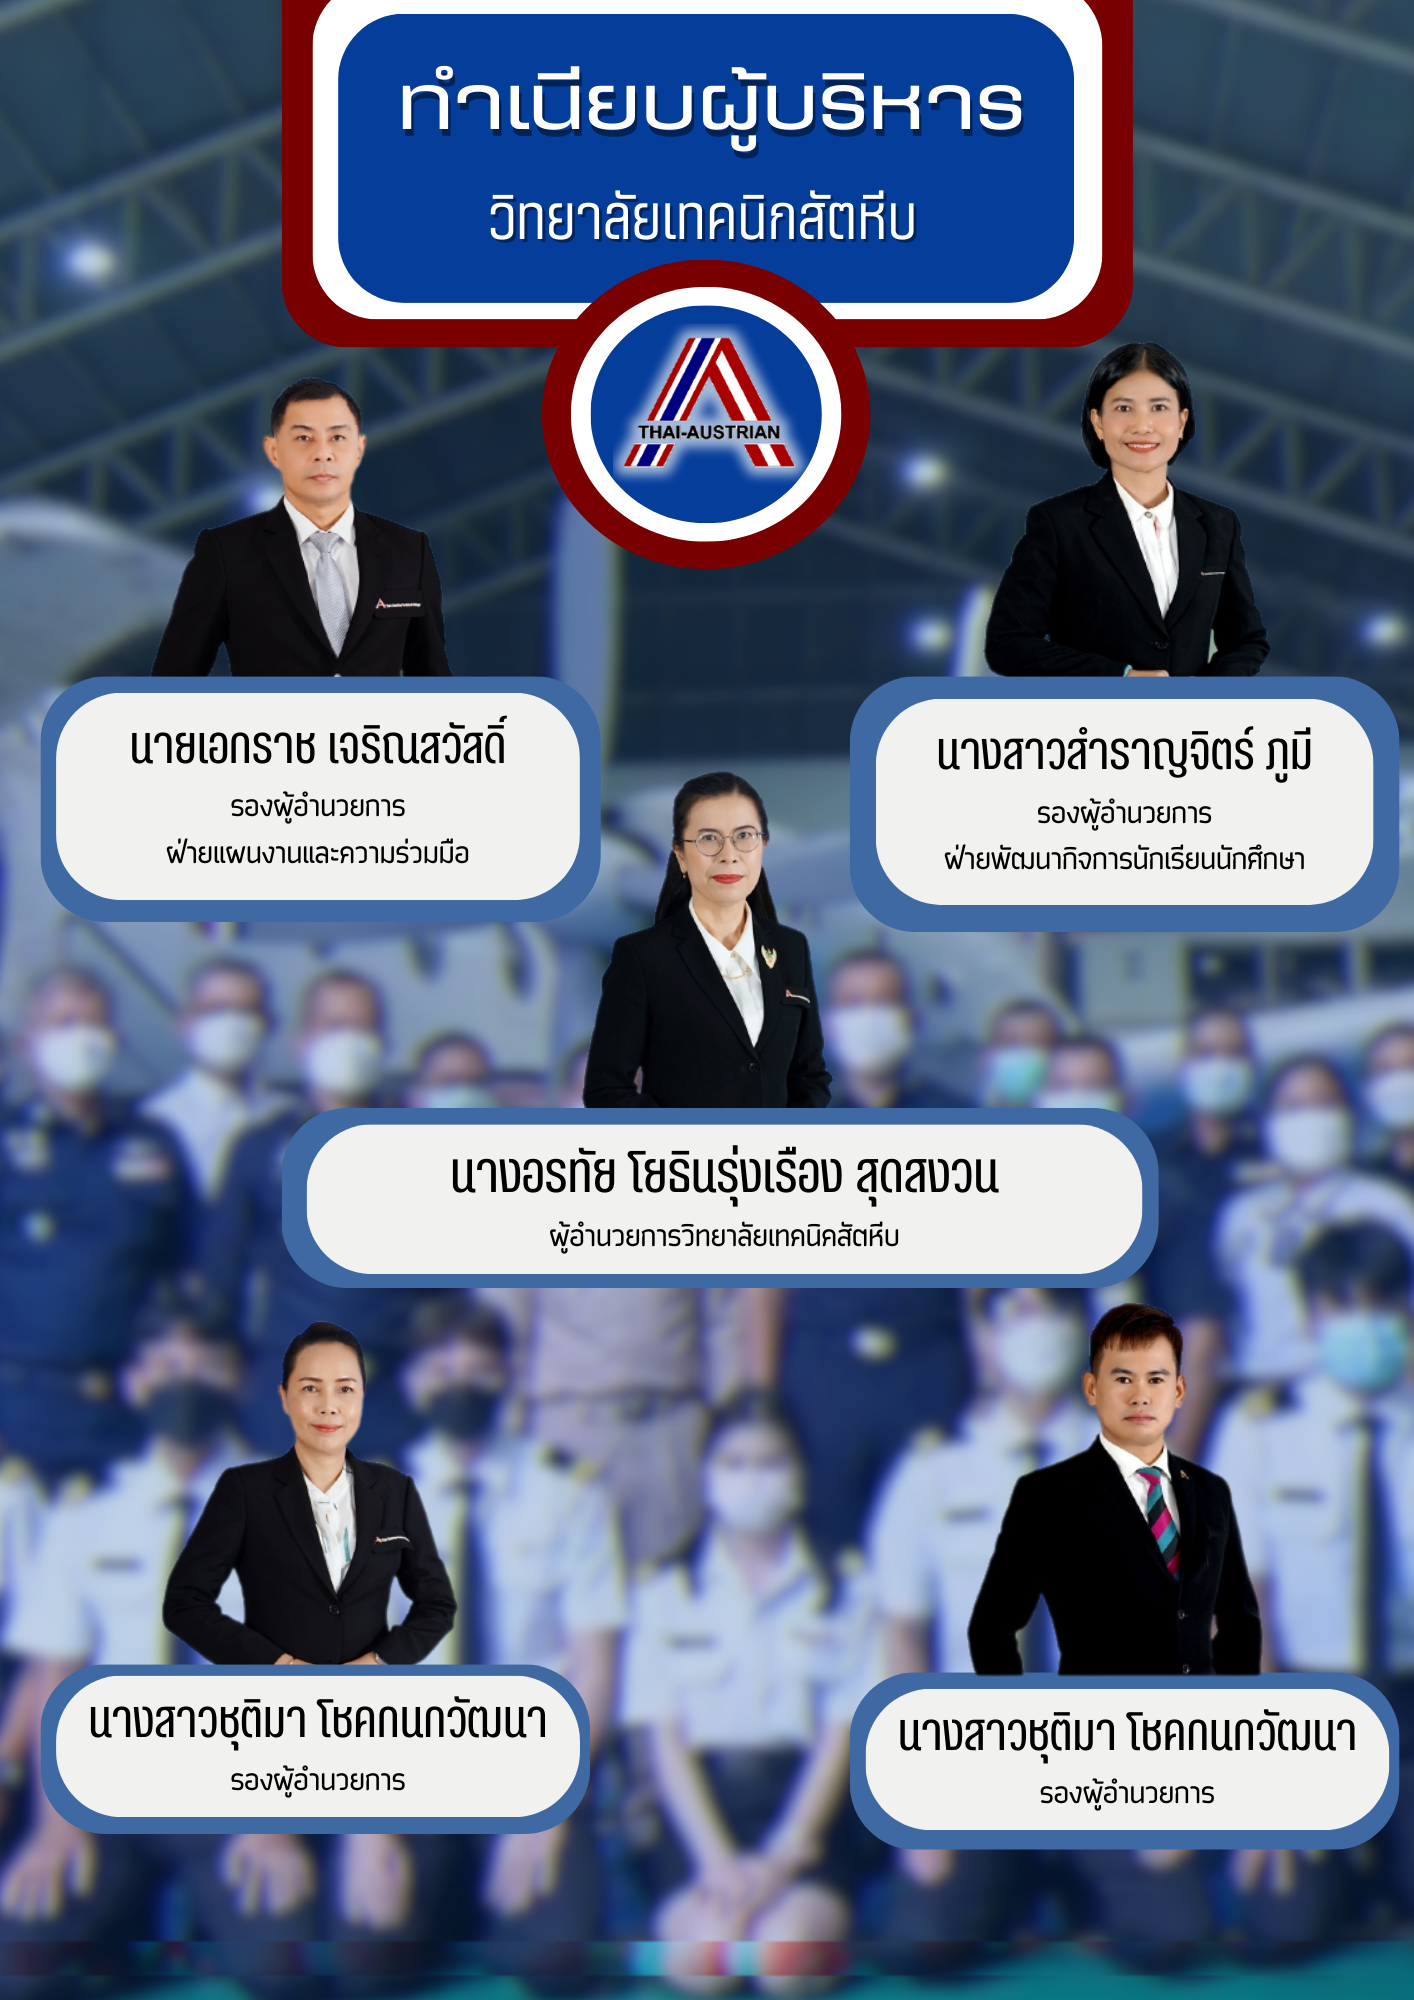 ทำเนียบผู้บริหาร
วิทยาลัยเทคนิกสัตหีบ
THAI-AUSTRIAN
นายเอกราช เจริณสวัสดิ์
รองผู้อำนวยการ
ฝ่ายแผนงานและความร่วมมือ
นางสาวสำราญจิตร์ ภูมี
รองผู้อำนวยการ
ฝ่ายพัฒนากิจการนักเรียนนักศึกษา
นางอรทัย โยธินรุ่งเรือง สุดสงวน
ผู้อำนวยการวิทยาลัยเทคนิคสัตหีบ
นางสาวชุติมา โชคกนกวัฒนา
รองผู้อำนวยการ
นางสาวชุติมา โชคกนกวัฒนา
รองผู้อำนวยการ